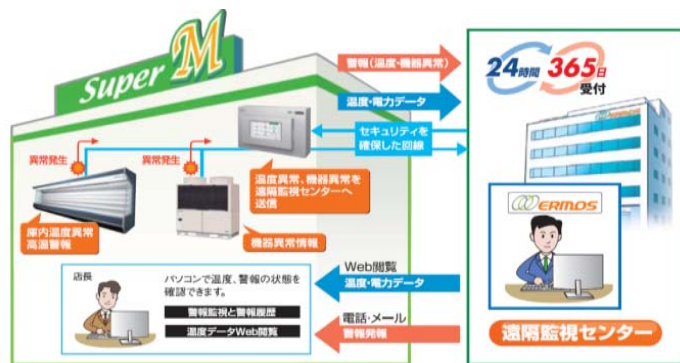 Super M
警報(温度・機器異常)
温度・電力データ
セキュリティを
確保した回線
異常発生
異常発生
温度異常、機器異常を
遠隔監視センターへ
送信
庫内温度異常
高温警報
機器異常情報
店長
パソコンで温度、警報の状態を
確認できます。
警報監視と警報履歴
温度データWeb閲覧
Web閲覧
温度・電力データ
電話・メール
警報発報
24時間 365日
受付
ERMOS
遠隔監視センター